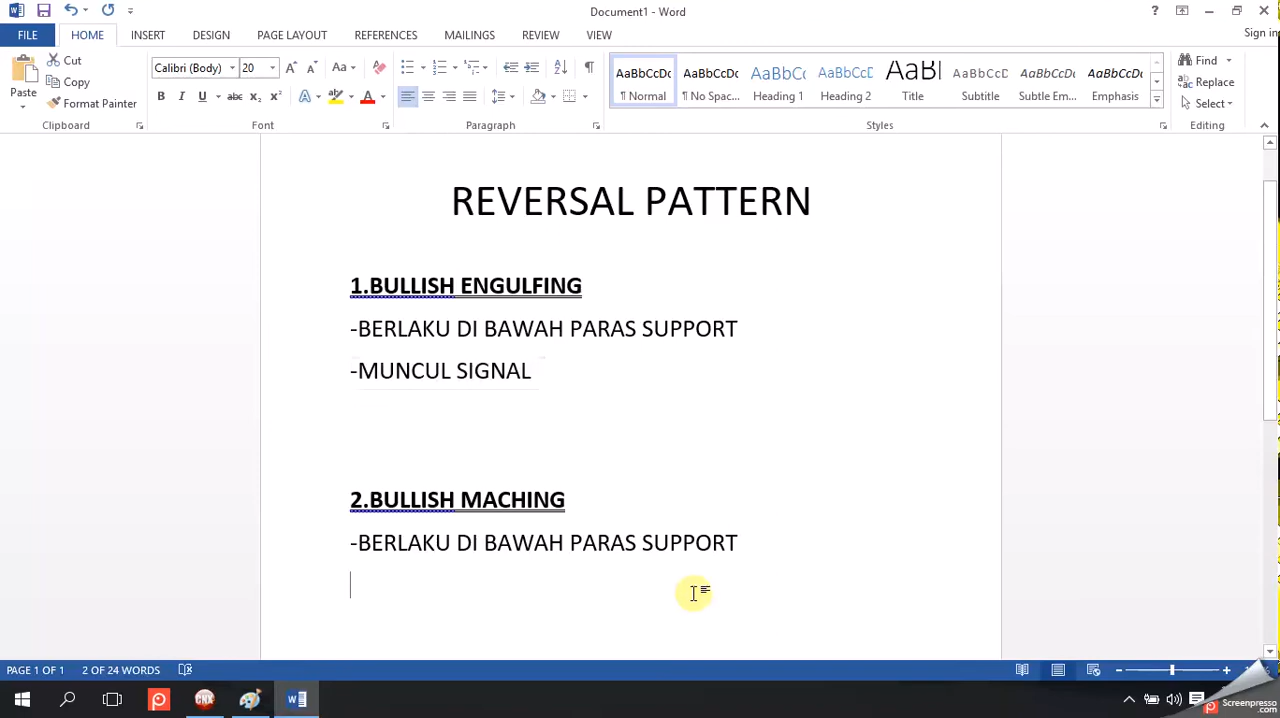 Document1 - Word
FILE HOME INSERT DESIGN PAGE LAYOUT REFERENCES MAILINGS REVIEW VIEW Sign in
Paste
Cut
Copy
Format Painter
Clipboard
Calibri (Body) 20
Font
Paragraph
AaBbCcDc AaBbCcDc AaBbCc AaBbCcD AaBl AaBbCcD AaBbCcDc AaBbCcDc
¶ Normal ¶ No Spac... Heading 1 Heading 2 Title Subtitle Subtle Em... Emphasis
Styles
Find
Replace
Select
Editing
REVERSAL PATTERN
1.BULLISH ENGULFING
-BERLAKU DI BAWAH PARAS SUPPORT
-MUNCUL SIGNAL
2.BULLISH MACHING
-BERLAKU DI BAWAH PARAS SUPPORT
PAGE 1 OF 1 2 OF 24 WORDS
CNX
Screenpresso
.com